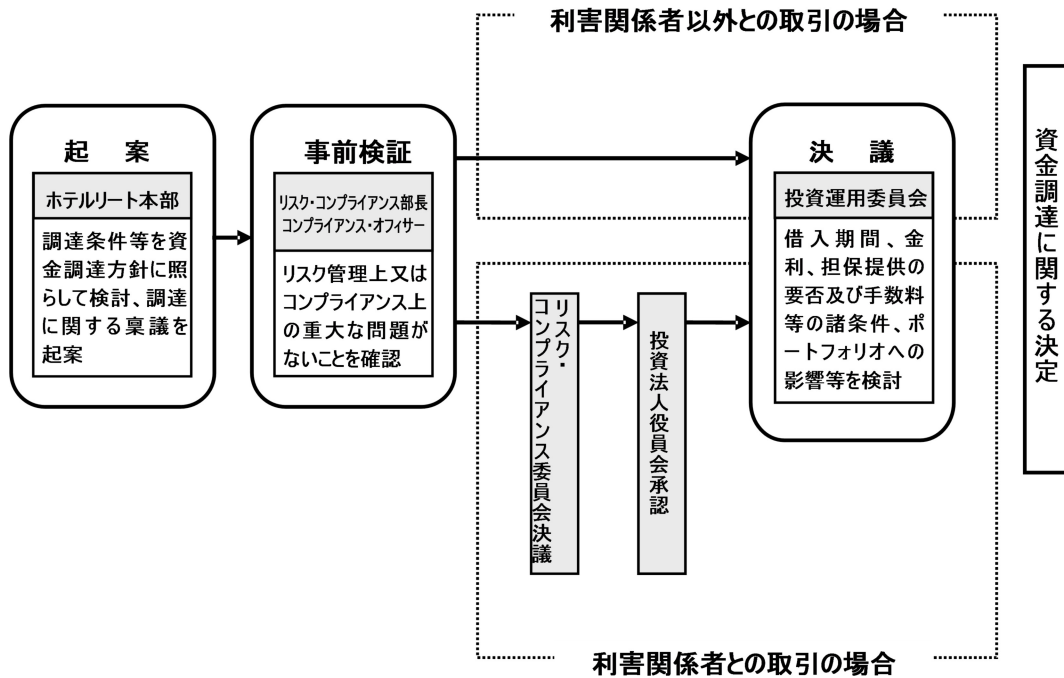 利害関係者以外との取引の場合
起　案
ホテルリート本部
調達条件等を資
金調達方針に照
らして検討、調達
に関する稟議を
起案
事前検証
リスク・コンプライアンス部長
コンプライアンス・オフィサー
リスク管理上又は
コンプライアンス上
の重大な問題が
ないことを確認
リスク・
コンプライアンス委員会決議
投資法人役員会承認
決　議
投資運用委員会
借入期間、金
利、担保提供の
要否及び手数料
等の諸条件、ポ
ートフォリオへの
影響等を検討
資金調達に関する決定
利害関係者との取引の場合